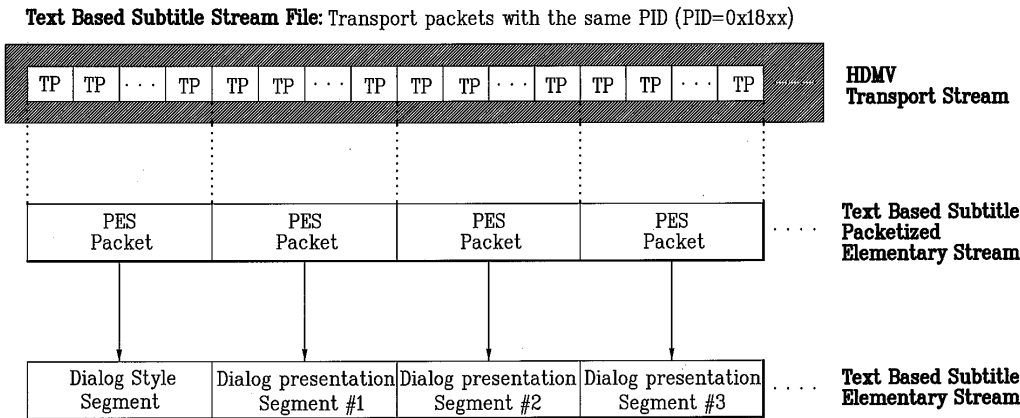 Text Based Subtitle Stream File: Transport packets with the same PID (PID=0x18xx)
TP TP ··· TP TP TP ··· TP TP TP ··· TP TP TP ··· TP
HDMV
Transport Stream
PES
Packet
PES
Packet
PES
Packet
PES
Packet
····
Text Based Subtitle
Packetized
Elementary Stream
Dialog Style
Segment
Dialog presentation
Segment #1
Dialog presentation
Segment #2
Dialog presentation
Segment #3
····
Text Based Subtitle
Elementary Stream